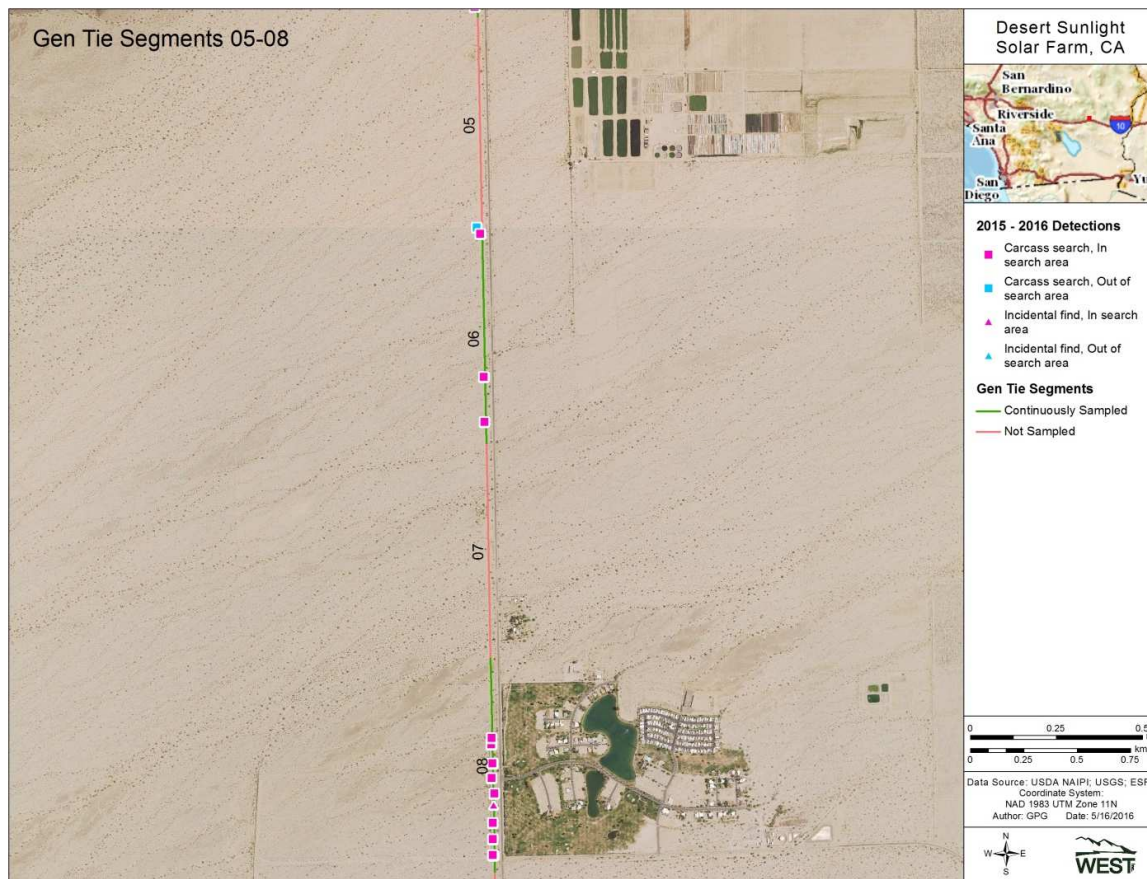 Gen Tie Segments 05-08
05
06
07
08
Desert Sunlight
Solar Farm, CA
San
Bernardino
Riverside
Santa
Ana
San
Diego
10
Yu
2015 - 2016 Detections
Carcass search, In
search area
Carcass search, Out of
search area
Incidental find, In search
area
Incidental find, Out of
search area
Gen Tie Segments
Continuously Sampled
Not Sampled
0 0.25 0.5
km
0 0.25 0.5 0.75
Data Source: USDA NAIPI; USGS; ESR
Coordinate System:
NAD 1983 UTM Zone 11N
Author: GPG Date: 5/16/2016
N
W E
S
WEST